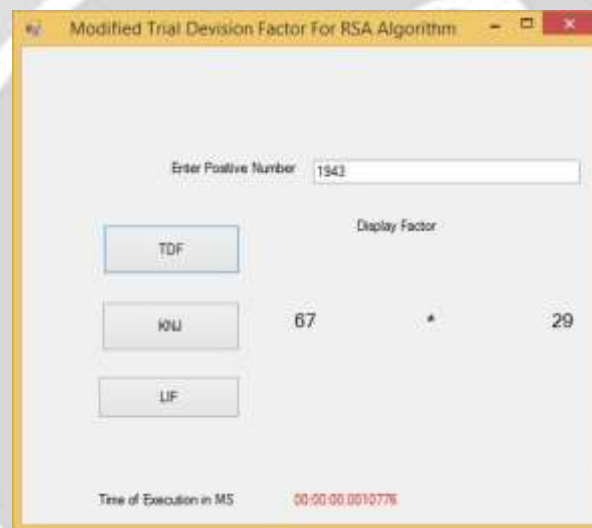 Modified Trial Devision Factor For RSA Algorithm
Enter Positive Number 1943
Display Factor
TDF
KNJ 67 * 29
LIF
Time of Execution in MS 00:00:00.0010776